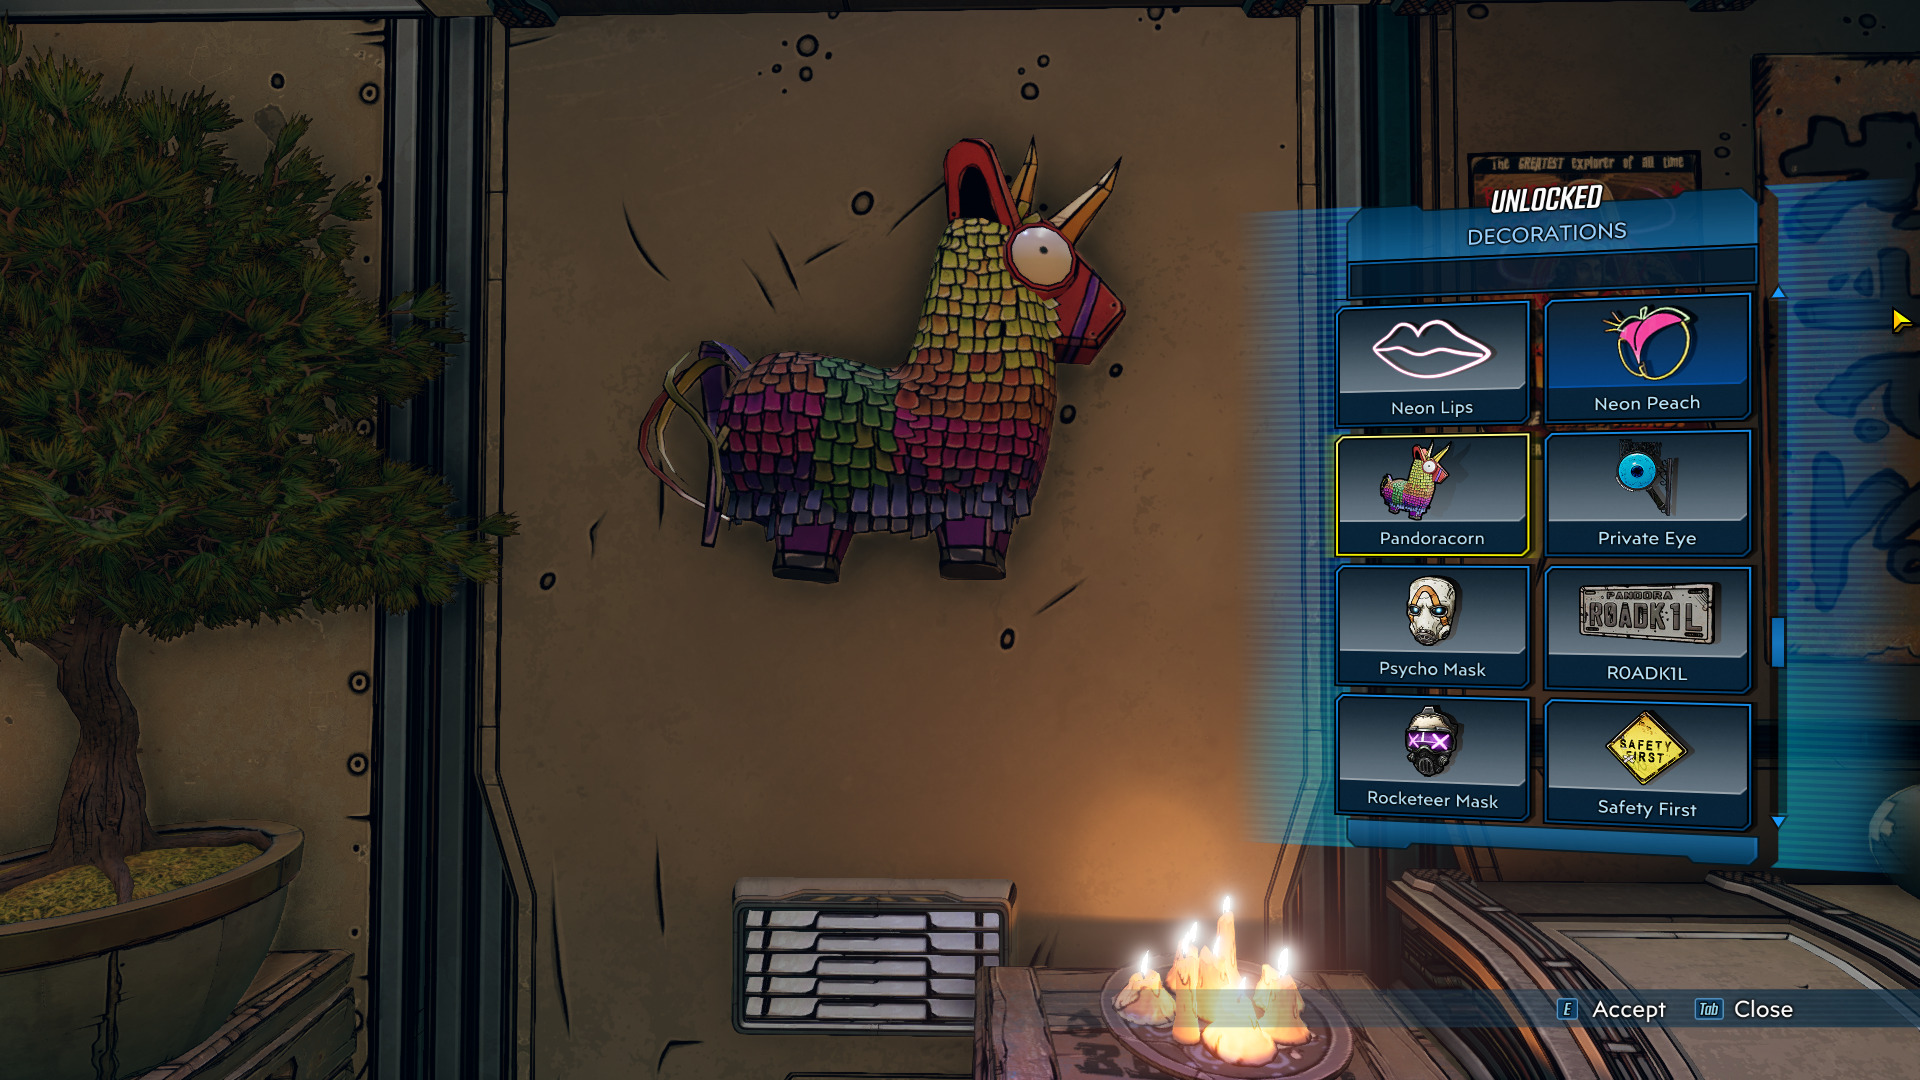 The GREATEST explorer of all time
UNLOCKED
DECORATIONS
Neon Lips
Neon Peach
Pandoracorn
Private Eye
Psycho Mask
PANDORA
R0ADK1L
R0ADK1L
Rocketeer Mask
SAFETY
FIRST
Safety First
E Accept
Tab Close